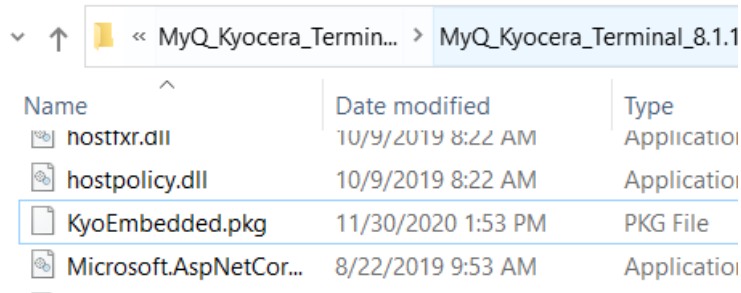 « MyQ_Kyocera_Termin... > MyQ_Kyocera_Terminal_8.1.1
Name Date modified Type
hostfxr.dll 10/9/2019 8:22 AM Application
hostpolicy.dll 10/9/2019 8:22 AM Application
KyoEmbedded.pkg 11/30/2020 1:53 PM PKG File
Microsoft.AspNetCor... 8/22/2019 9:53 AM Application